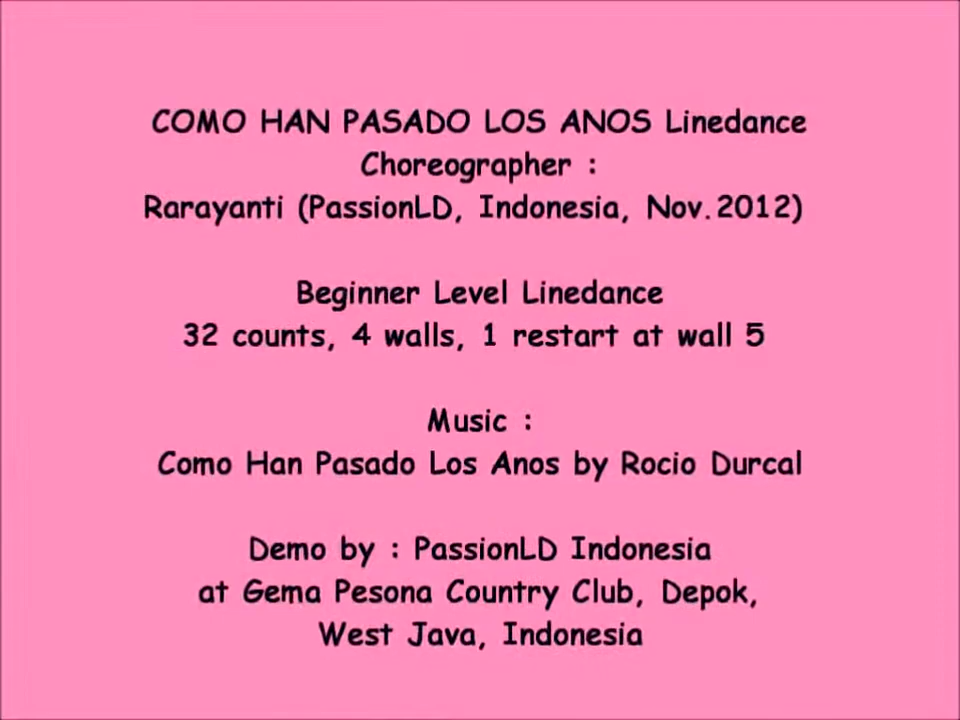 COMO HAN PASADO LOS ANOS Linedance
Choreographer :
Rarayanti (PassionLD, Indonesia, Nov.2012)
Beginner Level Linedance
32 counts, 4 walls, 1 restart at wall 5
Music :
Como Han Pasado Los Anos by Rocio Durcal
Demo by : PassionLD Indonesia
at Gema Pesona Country Club, Depok,
West Java, Indonesia